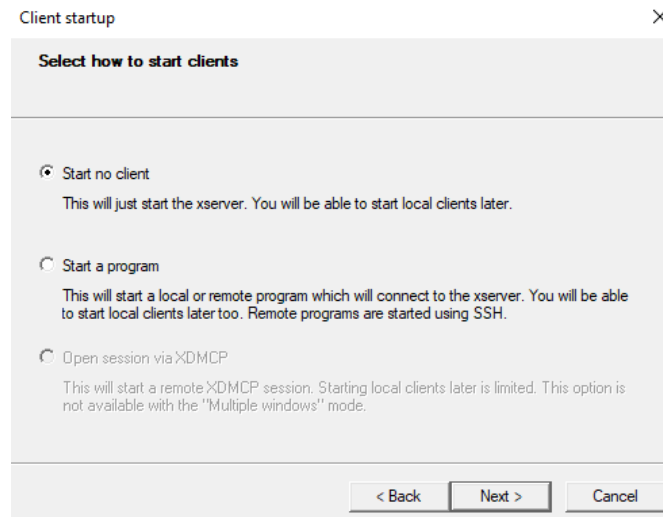 Client startup
Select how to start clients
Start no client
This will just start the xserver. You will be able to start local clients later.
Start a program
This will start a local or remote program which will connect to the xserver. You will be able
to start local clients later too. Remote programs are started using SSH.
Open session via XDMCP
This will start a remote XDMCP session. Starting local clients later is limited. This option is
not available with the "Multiple windows" mode.
< Back Next > Cancel